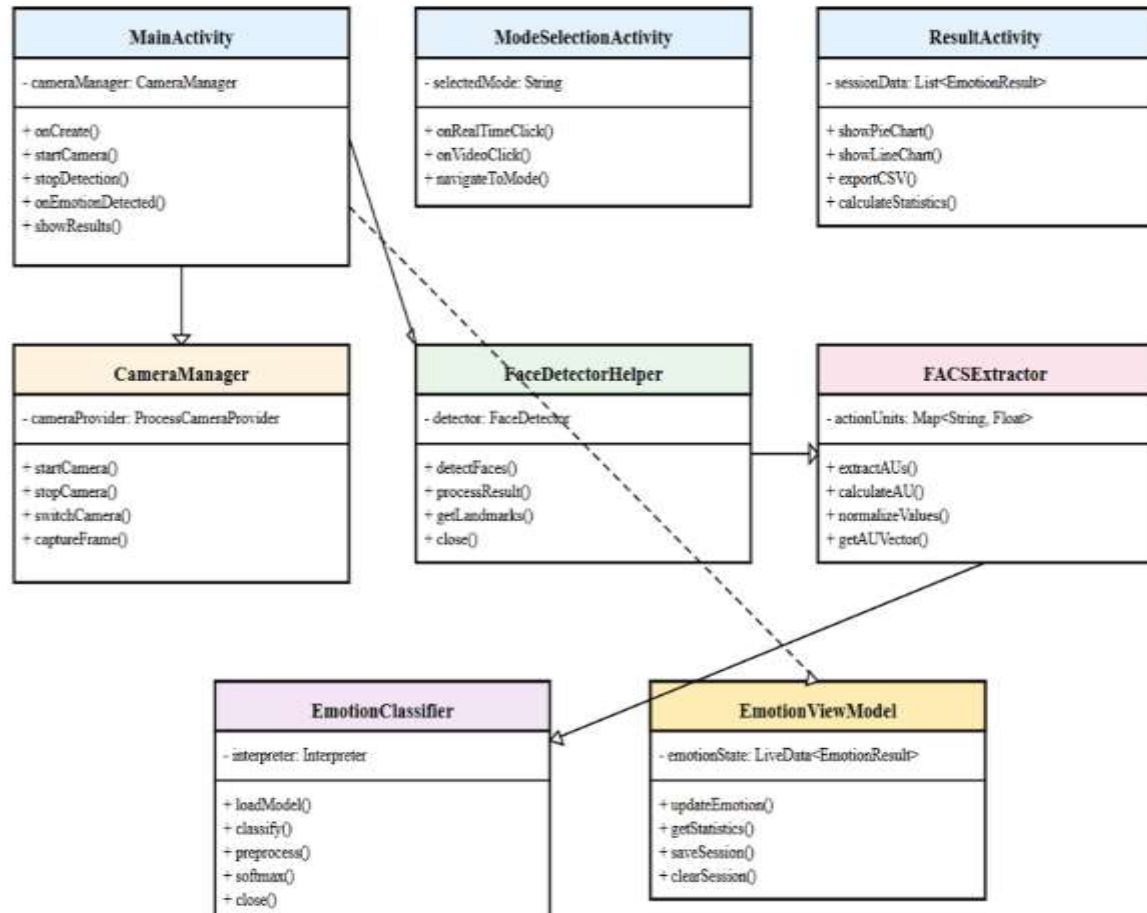 MainActivity
- cameraManager: CameraManager
+ onCreate()
+ startCamera()
+ stopDetection()
+ onEmotionDetected()
+ showResults()
ModeSelectionActivity
- selectedMode: String
+ onRealTimeClick()
+ onVideoClick()
+ navigateToMode()
ResultActivity
- sessionData: List<EmotionResult>
+ showPieChart()
+ showLineChart()
+ exportCSV()
+ calculateStatistics()
CameraManager
- cameraProvider: ProcessCameraProvider
+ startCamera()
+ stopCamera()
+ switchCamera()
+ captureFrame()
FaceDetectorHelper
- detector: FaceDetector
+ detectFaces()
+ processResult()
+ getLandmarks()
+ close()
FACSExtractor
- actionUnits: Map<String, Float>
+ extractAUs()
+ calculateAU()
+ normalizeValues()
+ getAUVector()
EmotionClassifier
- interpreter: Interpreter
+ loadModel()
+ classify()
+ preprocess()
+ softmax()
+ close()
EmotionViewModel
- emotionState: LiveData<EmotionResult>
+ updateEmotion()
+ getStatistics()
+ saveSession()
+ clearSession()